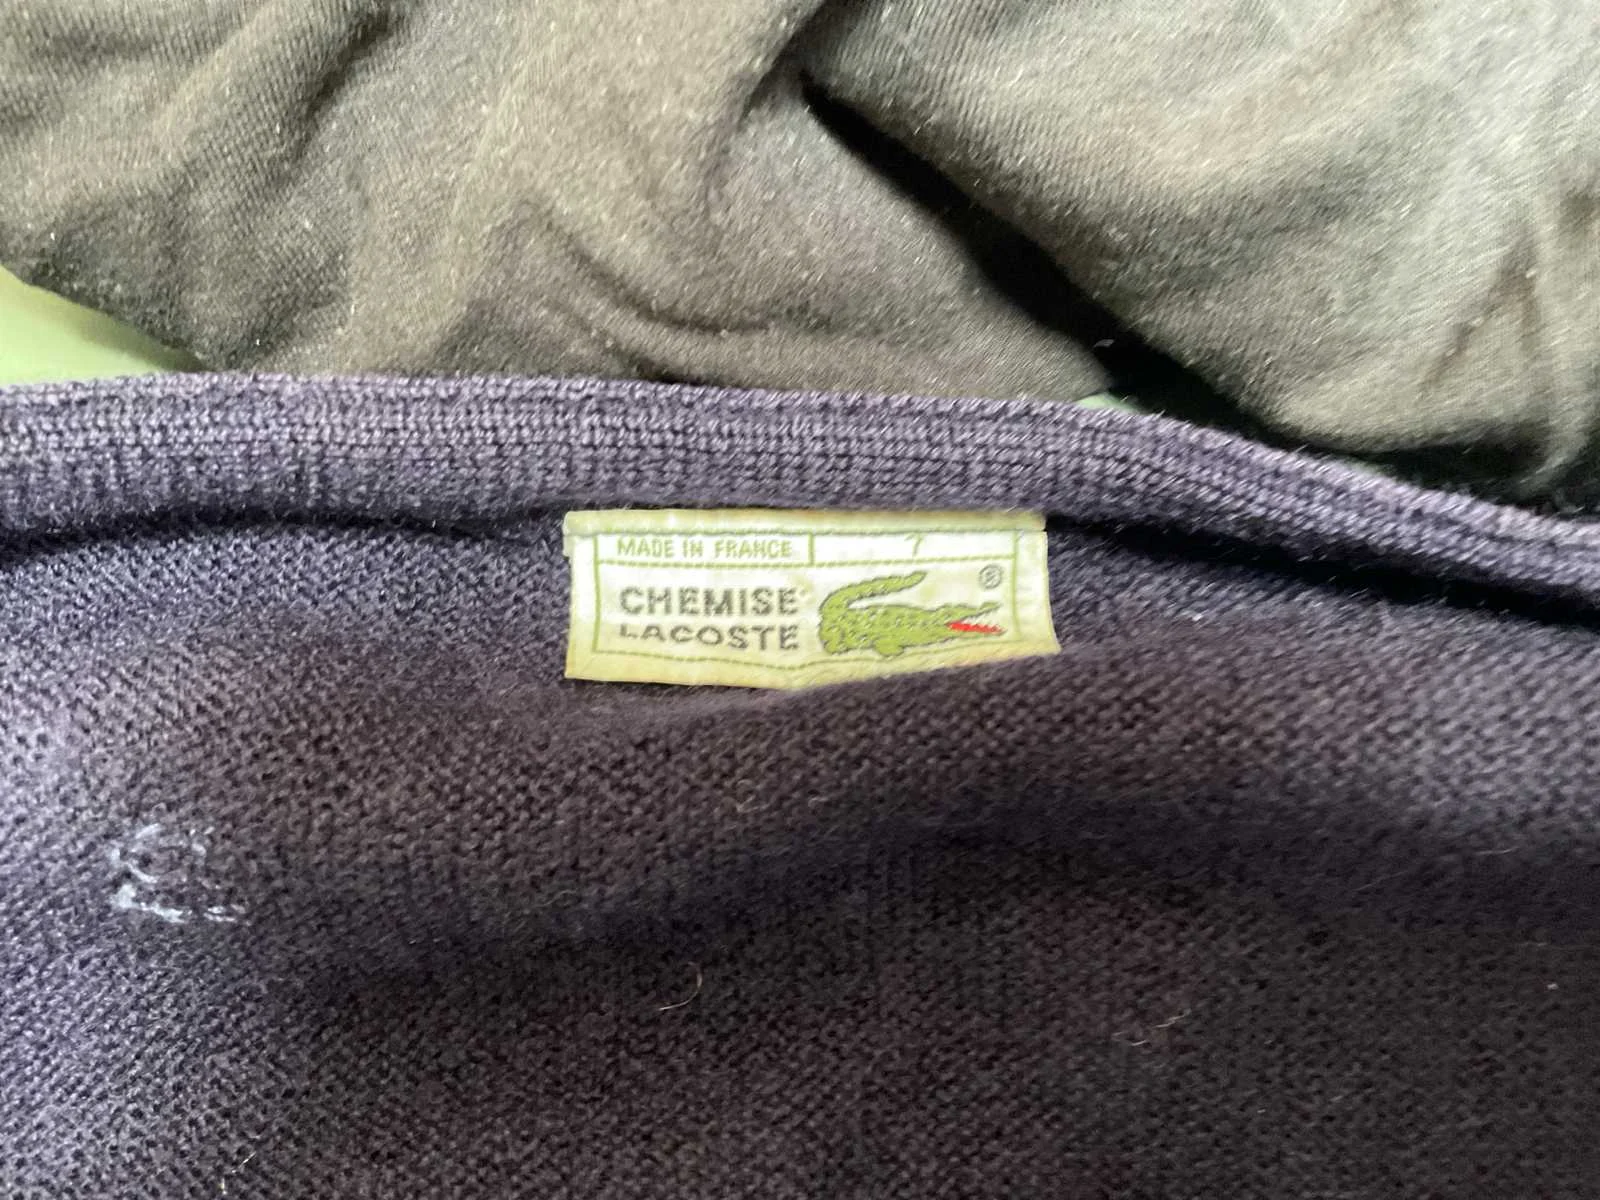 MADE IN FRANCE 7
CHEMISE
LACOSTE
®